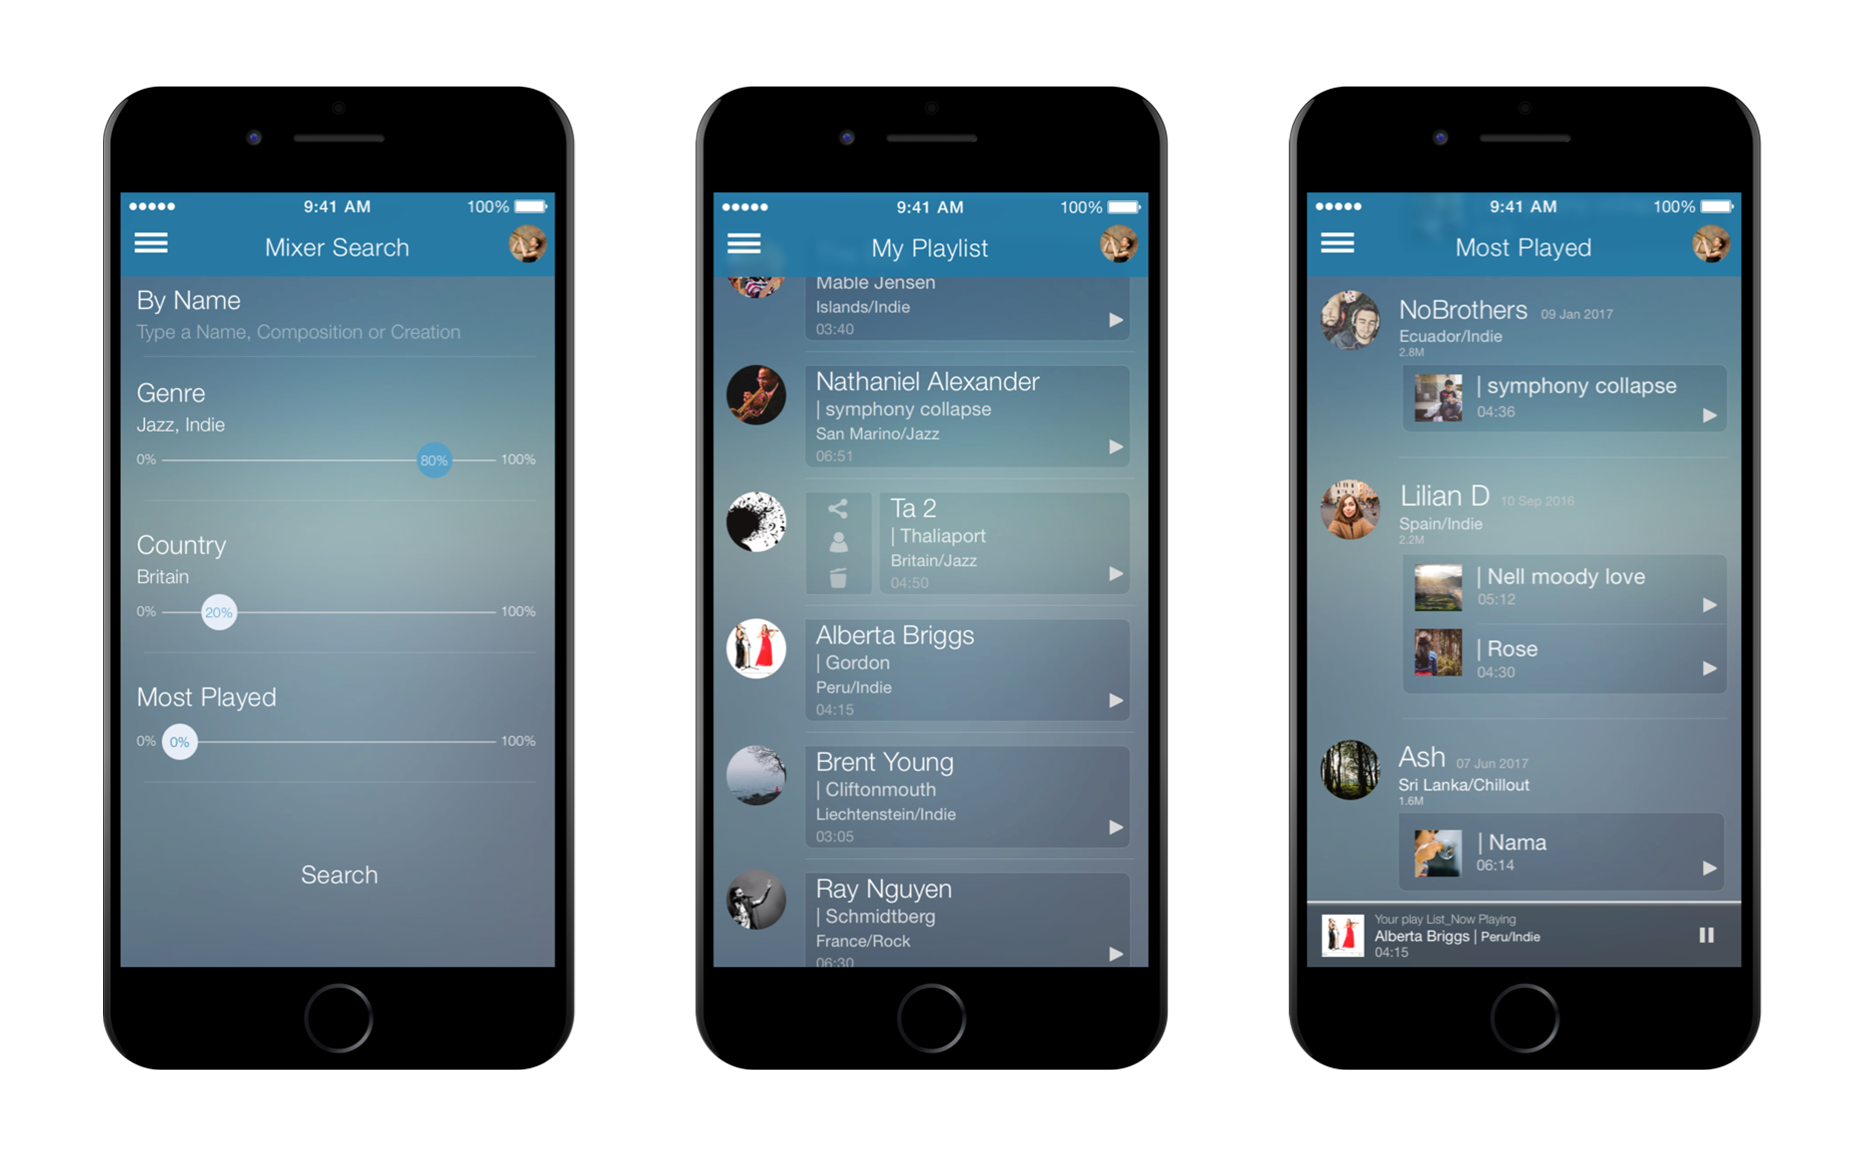 9:41 AM 100%
Mixer Search
By Name
Type a Name, Composition or Creation
Genre
Jazz, Indie
0% 80% 100%
Country
Britain
0% 20% 100%
Most Played
0% 0% 100%
Search
9:41 AM 100%
My Playlist
Mable Jensen
Islands/Indie
03:40
Nathaniel Alexander
| symphony collapse
San Marino/Jazz
06:51
Ta 2
| Thaliaport
Britain/Jazz
04:50
Alberta Briggs
| Gordon
Peru/Indie
04:15
Brent Young
| Cliftonmouth
Liechtenstein/Indie
03:05
Ray Nguyen
| Schmidtberg
France/Rock
06:30
9:41 AM 100%
Most Played
NoBrothers 09 Jan 2017
Ecuador/Indie
2.8M
| symphony collapse
04:36
Lilian D 10 Sep 2016
Spain/Indie
2.2M
| Nell moody love
05:12
| Rose
04:30
Ash 07 Jun 2017
Sri Lanka/Chillout
1.6M
| Nama
06:14
Your play List_Now Playing
Alberta Briggs | Peru/Indie
04:15